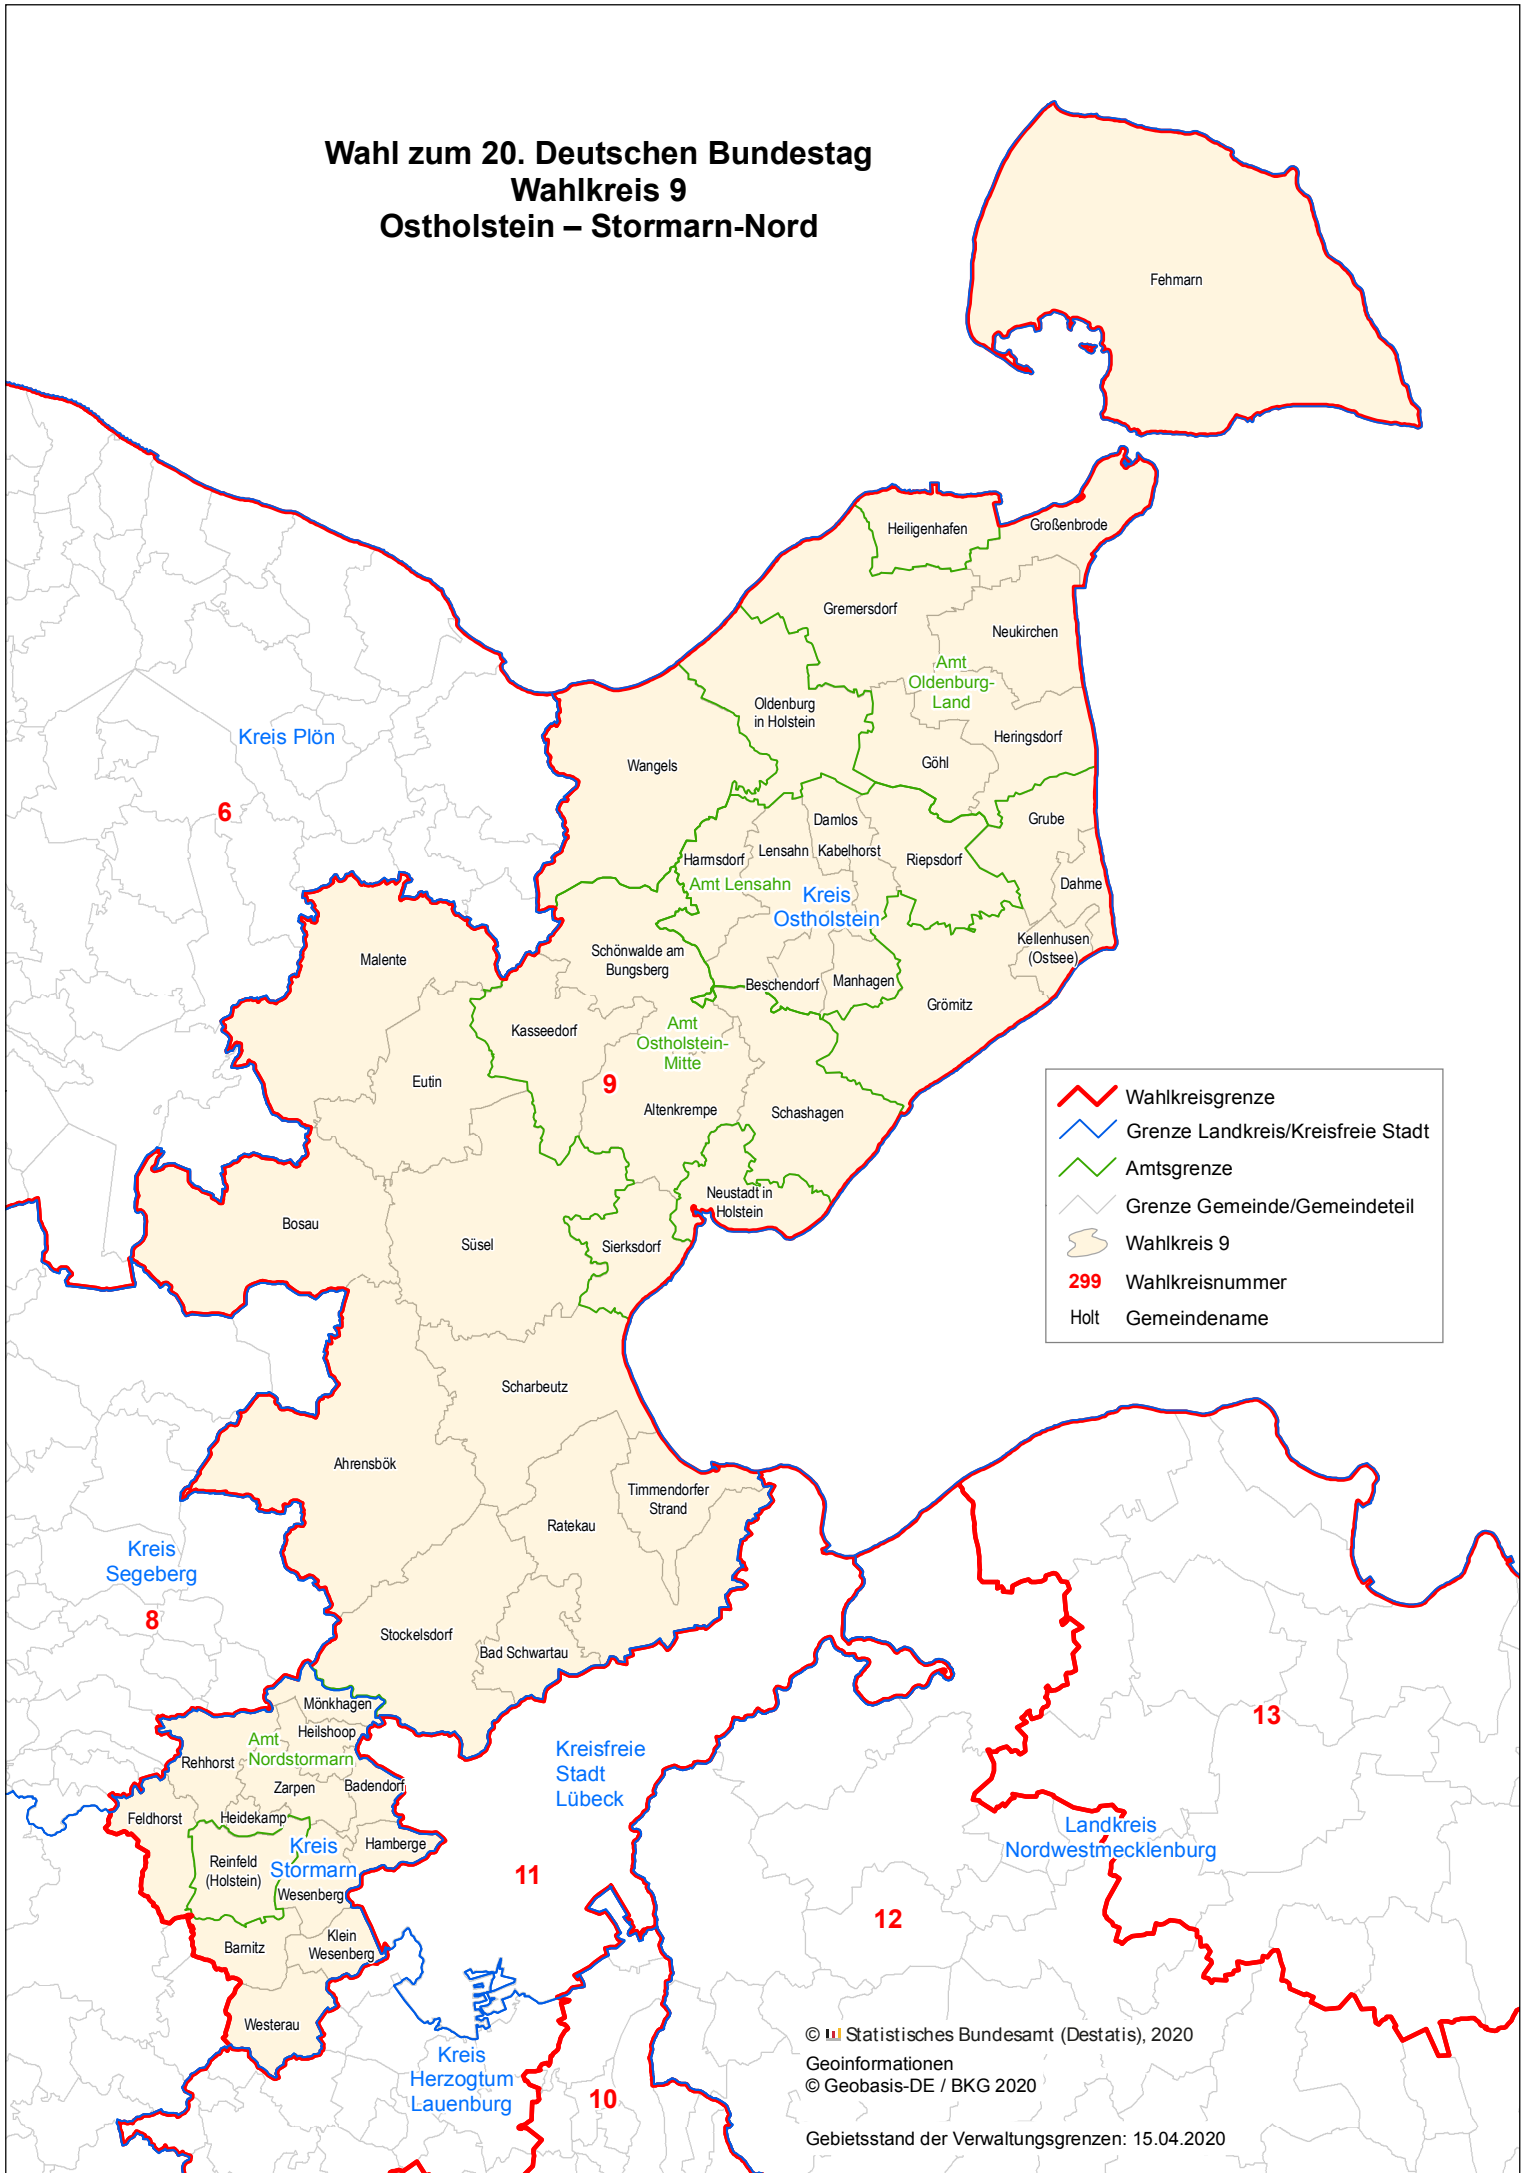 Wahl zum 20. Deutschen Bundestag
Wahlkreis 9
Ostholstein – Stormarn-Nord
Fehmarn
Heiligenhafen
Großenbrode
Gremersdorf
Neukirchen
Amt
Oldenburg-
Land
Oldenburg
in Holstein
Kreis Plön
Heringsdorf
Göhl
Wangels
6
Damlos
Grube
Lensahn
Kabelhorst
Harmsdorf
Riepsdorf
Amt Lensahn
Dahme
Kreis
Ostholstein
Kellenhusen
(Ostsee)
Malente
Schönwalde am
Bungsberg
Beschendorf
Manhagen
Grömitz
Kasseedorf
Amt
Ostholstein-
Mitte
Eutin
9
Altenkrempe
Schashagen
Wahlkreisgrenze
Grenze Landkreis/Kreisfreie Stadt
Amtsgrenze
Grenze Gemeinde/Gemeindeteil
Wahlkreis 9
299 Wahlkreisnummer
Holt Gemeindename
Neustadt in
Holstein
Bosau
Süsel
Sierksdorf
Scharbeutz
Ahrensbök
Timmendorfer
Strand
Ratekau
Kreis
Segeberg
8
Stockelsdorf
Bad Schwartau
Mönkhagen
Heilshoop
Amt
Nordstormarn
Rehhorst
Zarpen
Badendorf
Feldhorst
Heidekamp
Hamberge
Kreis
Stormarn
Reinfeld
(Holstein)
Wesenberg
Barnitz
Klein
Wesenberg
Westerau
Kreisfreie
Stadt
Lübeck
11
13
Landkreis
Nordwestmecklenburg
12
Kreis
Herzogtum
Lauenburg
10
© Statistisches Bundesamt (Destatis), 2020
Geoinformationen
© Geobasis-DE / BKG 2020
Gebietsstand der Verwaltungsgrenzen: 15.04.2020